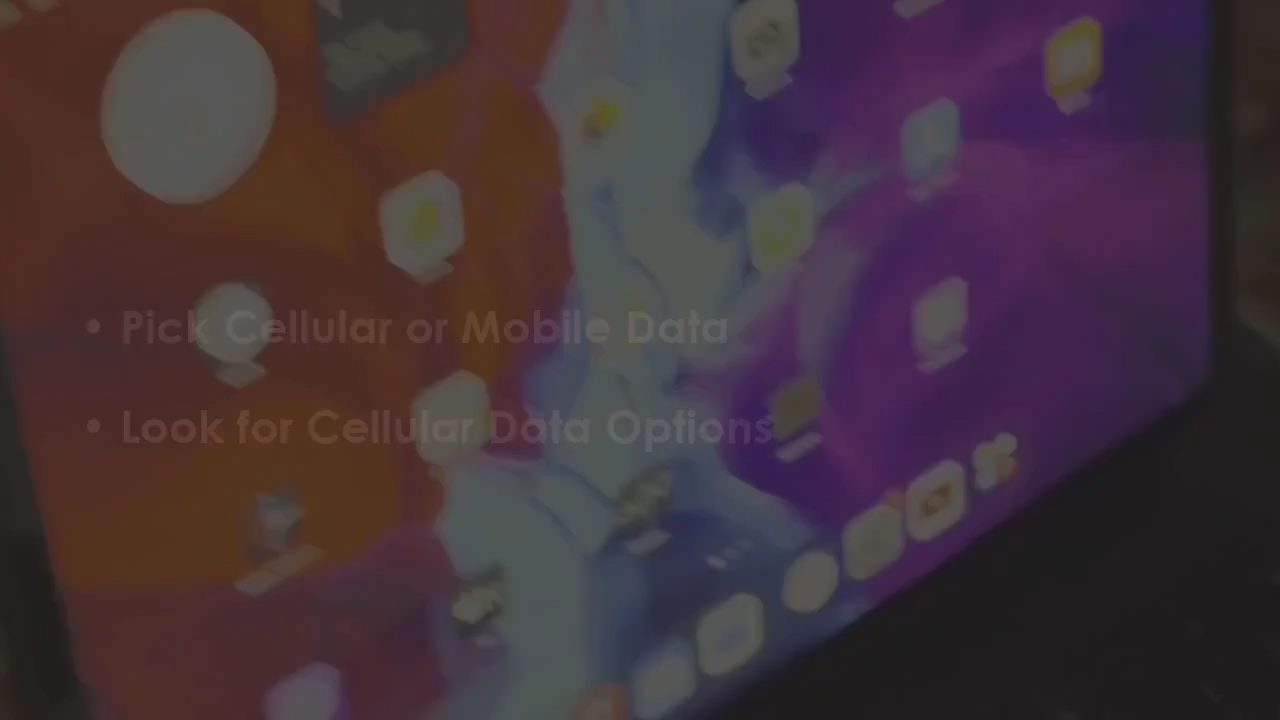 • Pick Cellular or Mobile Data
• Look for Cellular Data Options